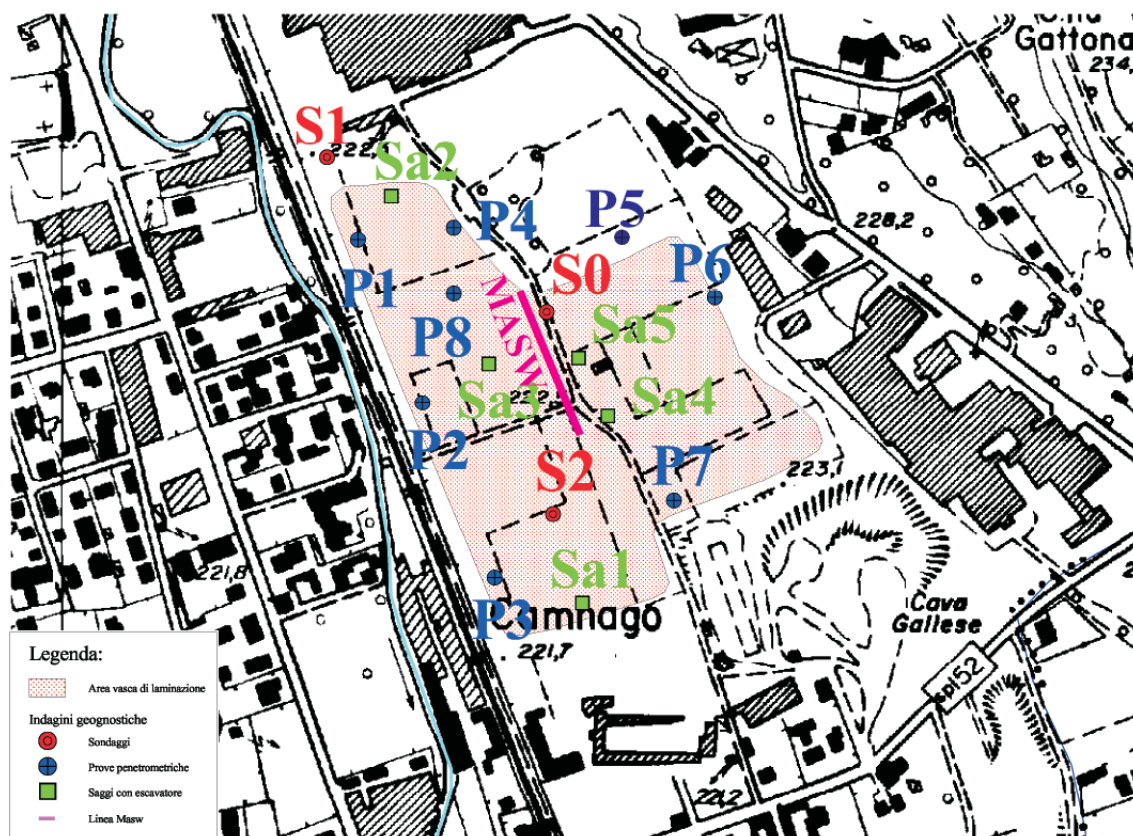 Gattona
234,
S1
222,
Sa2
P4
P5
228,2
P6
S0
P1
MASW
Sa5
P8
Sa3
Sa4
P2
P7
S2
223,1
221,8
Sa1
P3
Camnago
221,7
Cava
Gallese
sp152
221,2
Legenda:
Area vasca di laminazione
Indagini geognostiche
Sondaggi
Prove penetrometriche
Saggi con escavatore
Linea Masw